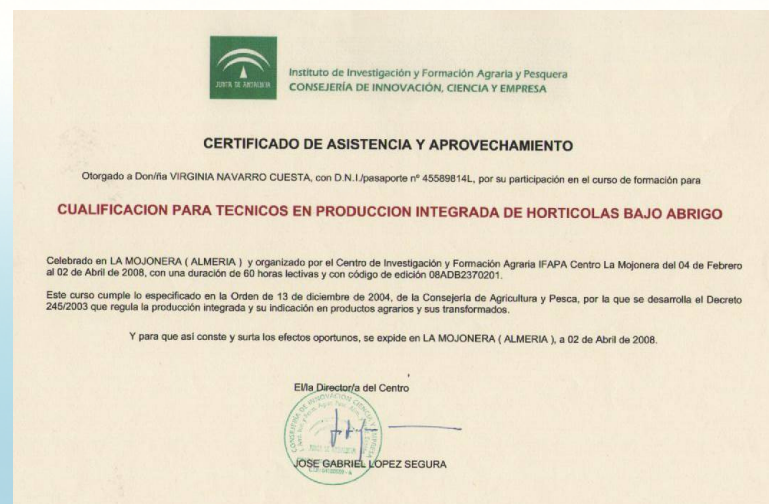 JUNTA DE ANDALUCIA
Instituto de Investigación y Formación Agraria y Pesquera
CONSEJERÍA DE INNOVACIÓN, CIENCIA Y EMPRESA
CERTIFICADO DE ASISTENCIA Y APROVECHAMIENTO
Otorgado a Don/ña VIRGINIA NAVARRO CUESTA, con D.N.I./pasaporte nº 45589814L, por su participación en el curso de formación para
CUALIFICACION PARA TECNICOS EN PRODUCCION INTEGRADA DE HORTICOLAS BAJO ABRIGO
Celebrado en LA MOJONERA ( ALMERIA ) y organizado por el Centro de Investigación y Formación Agraria IFAPA Centro La Mojonera del 04 de Febrero
al 02 de Abril de 2008, con una duración de 60 horas lectivas y con código de edición 08ADB2370201.
Este curso cumple lo especificado en la Orden de 13 de diciembre de 2004, de la Consejería de Agricultura y Pesca, por la que se desarrolla el Decreto
245/2003 que regula la producción integrada y su indicación en productos agrarios y sus transformados.
Y para que así conste y surta los efectos oportunos, se expide en LA MOJONERA ( ALMERIA ), a 02 de Abril de 2008.
El/la Director/a del Centro
CONSEJERÍA DE INNOVACIÓN, CIENCIA Y EMPRESA
JOSE GABRIEL LOPEZ SEGURA